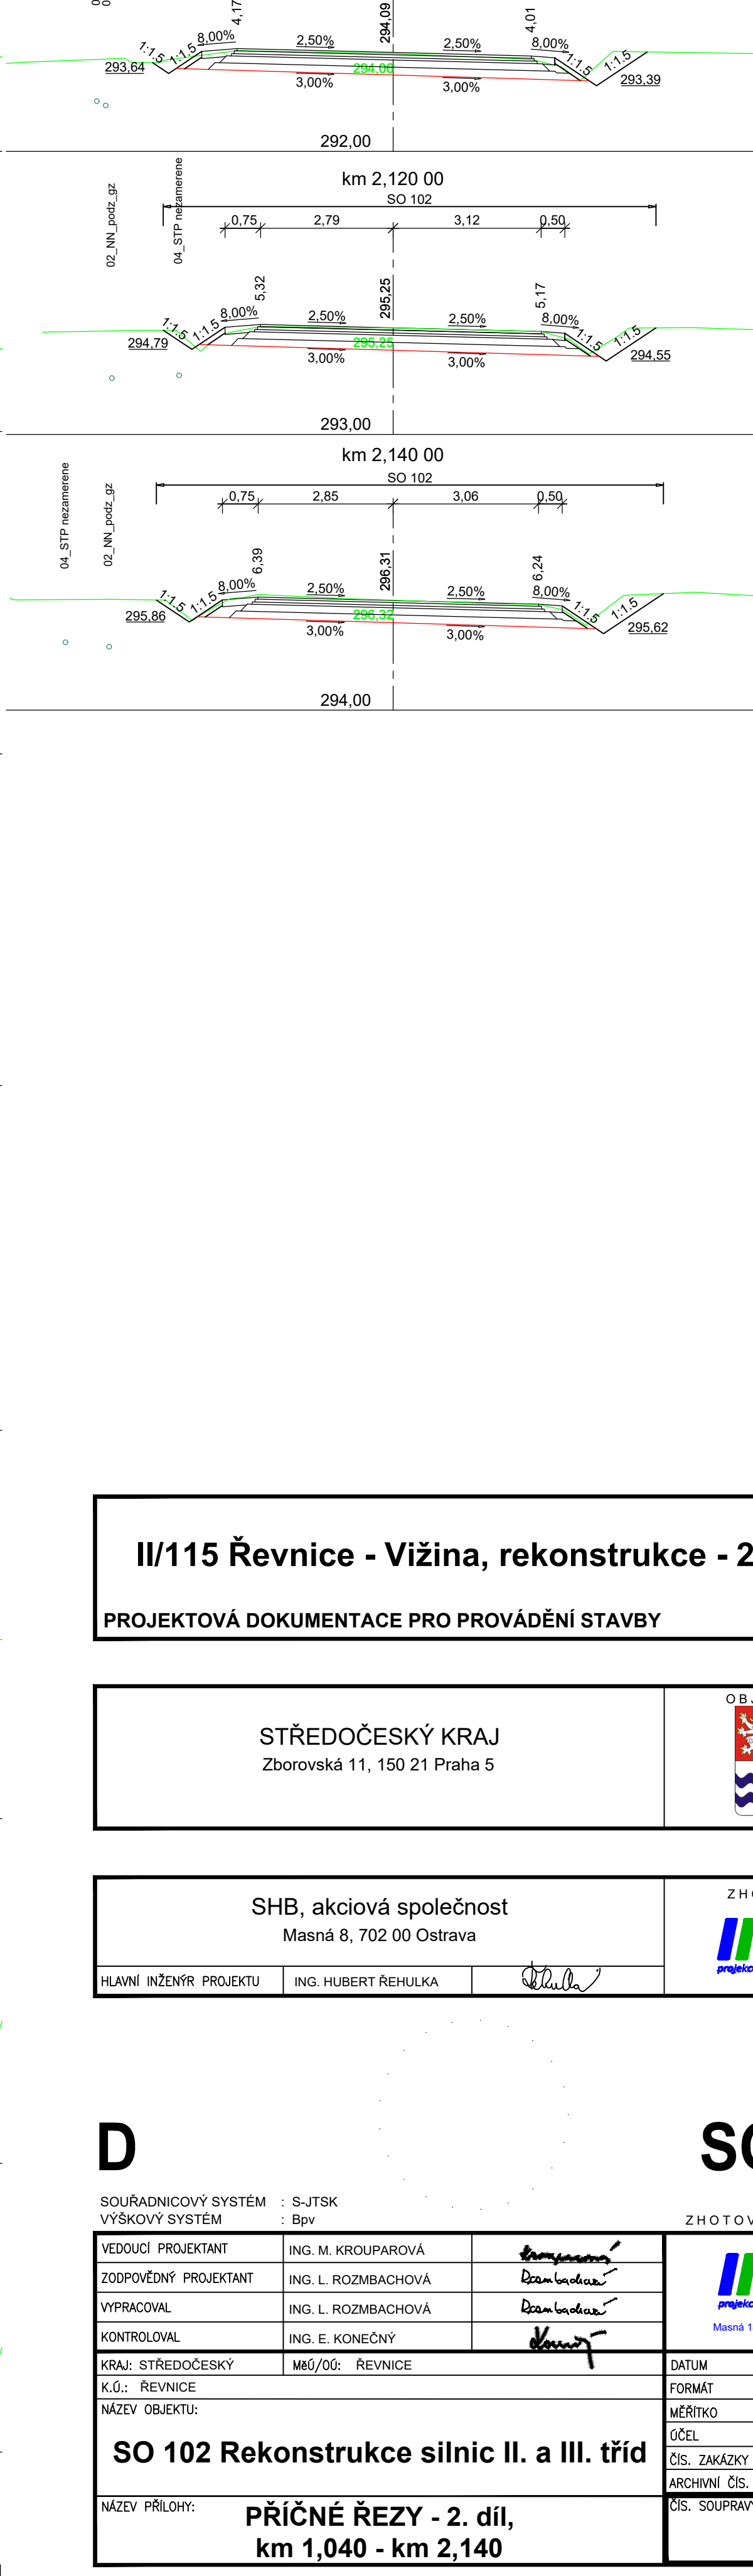 4,17
294,09
4,01
1:1.5
1:1.5
8,00%
2,50%
2,50%
8,00%
1:1.5
1:1.5
293,64
294,06
293,39
3,00%
3,00%
292,00
km 2,120 00
SO 102
02_NN_podz_gz
04_STP nezamerene
0,75
2,79
3,12
0,50
5,32
295,25
5,17
1:1.5
1:1.5
8,00%
2,50%
2,50%
8,00%
1:1.5
1:1.5
294,79
295,25
294,55
3,00%
3,00%
293,00
km 2,140 00
SO 102
04_STP nezamerene
02_NN_podz_gz
0,75
2,85
3,06
0,50
6,39
296,31
6,24
1:1.5
1:1.5
8,00%
2,50%
2,50%
8,00%
1:1.5
1:1.5
295,86
296,32
295,62
3,00%
3,00%
294,00
II/115 Řevnice - Vižina, rekonstrukce - 2
PROJEKTOVÁ DOKUMENTACE PRO PROVÁDĚNÍ STAVBY
STŘEDOČESKÝ KRAJ
Zborovská 11, 150 21 Praha 5
OBJ
SHB, akciová společnost
Masná 8, 702 00 Ostrava
ZHO
projekc
HLAVNÍ INŽENÝR PROJEKTU ING. HUBERT ŘEHULKA
D
SO
SOUŘADNICOVÝ SYSTÉM : S-JTSK
VÝŠKOVÝ SYSTÉM : Bpv
ZHOTOV
VEDOUCÍ PROJEKTANT ING. M. KROUPAROVÁ
ZODPOVĚDNÝ PROJEKTANT ING. L. ROZMBACHOVÁ
VYPRACOVAL ING. L. ROZMBACHOVÁ
KONTROLOVAL ING. E. KONEČNÝ
projekc
Masná 1
KRAJ: STŘEDOČESKÝ MěÚ/OÚ: ŘEVNICE
K.Ú.: ŘEVNICE
DATUM
FORMÁT
MĚŘÍTKO
ÚČEL
ČÍS. ZAKÁZKY
ARCHIVNÍ ČÍS.
ČÍS. SOUPRAVY
NÁZEV OBJEKTU:
SO 102 Rekonstrukce silnic II. a III. tříd
NÁZEV PŘÍLOHY:
PŘÍČNÉ ŘEZY - 2. díl,
km 1,040 - km 2,140